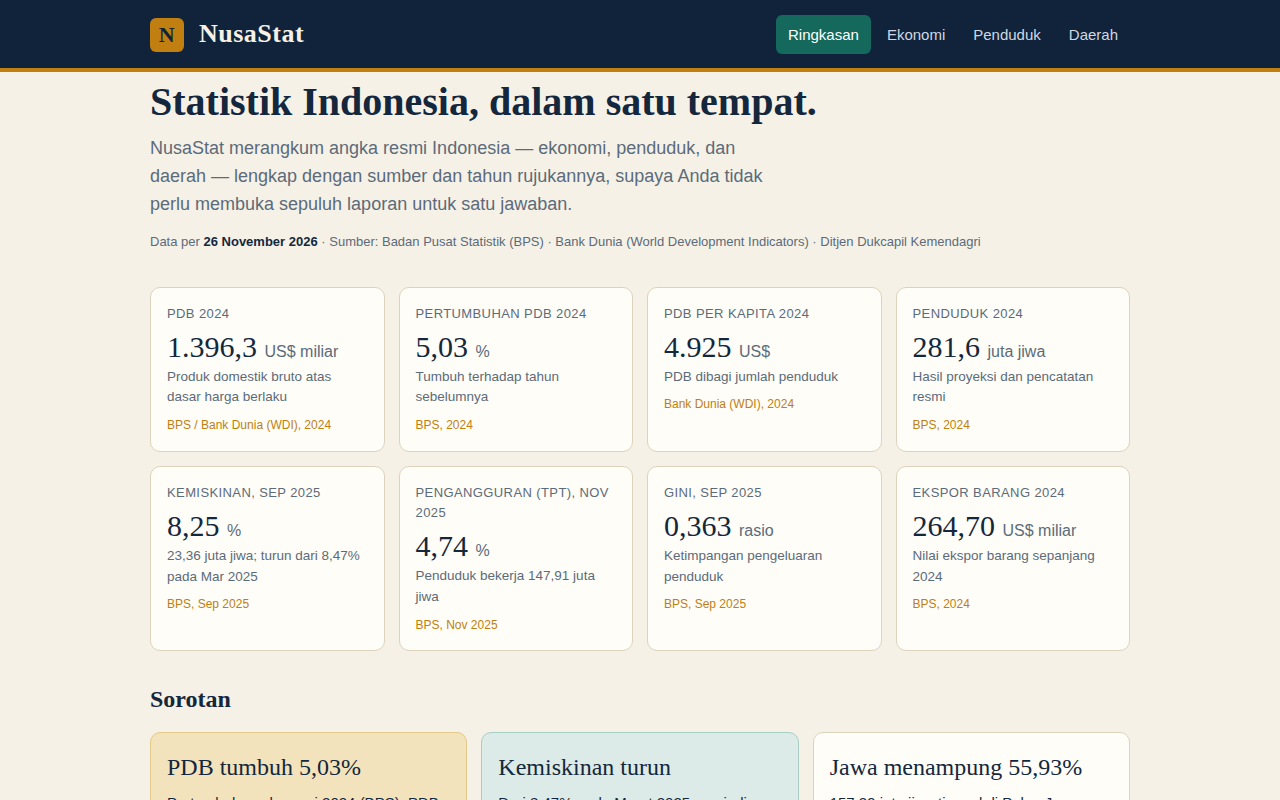 N NusaStat
Ringkasan Ekonomi Penduduk Daerah
Statistik Indonesia, dalam satu tempat.
NusaStat merangkum angka resmi Indonesia — ekonomi, penduduk, dan
daerah — lengkap dengan sumber dan tahun rujukannya, supaya Anda tidak
perlu membuka sepuluh laporan untuk satu jawaban.
Data per 26 November 2026 · Sumber: Badan Pusat Statistik (BPS) · Bank Dunia (World Development Indicators) · Ditjen Dukcapil Kemendagri
PDB 2024
1.396,3 US$ miliar
Produk domestik bruto atas
dasar harga berlaku
BPS / Bank Dunia (WDI), 2024
PERTUMBUHAN PDB 2024
5,03 %
Tumbuh terhadap tahun
sebelumnya
BPS, 2024
PDB PER KAPITA 2024
4.925 US$
PDB dibagi jumlah penduduk
Bank Dunia (WDI), 2024
PENDUDUK 2024
281,6 juta jiwa
Hasil proyeksi dan pencatatan
resmi
BPS, 2024
KEMISKINAN, SEP 2025
8,25 %
23,36 juta jiwa; turun dari 8,47%
pada Mar 2025
BPS, Sep 2025
PENGANGGURAN (TPT), NOV
2025
4,74 %
Penduduk bekerja 147,91 juta
jiwa
BPS, Nov 2025
GINI, SEP 2025
0,363 rasio
Ketimpangan pengeluaran
penduduk
BPS, Sep 2025
EKSPOR BARANG 2024
264,70 US$ miliar
Nilai ekspor barang sepanjang
2024
BPS, 2024
Sorotan
PDB tumbuh 5,03%
Kemiskinan turun
Jawa menampung 55,93%